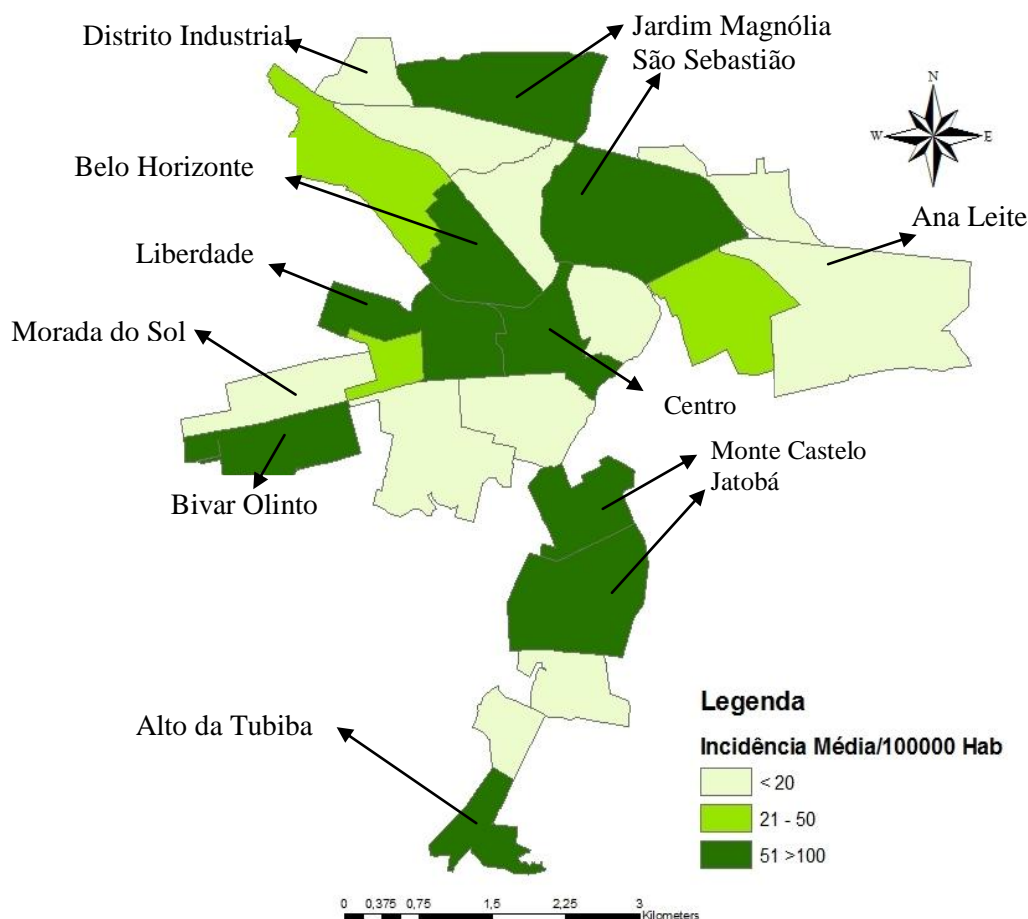 Distrito Industrial
Jardim Magnólia
São Sebastião
N
W
E
S
Belo Horizonte
Ana Leite
Liberdade
Morada do Sol
Centro
Monte Castelo
Jatobá
Bivar Olinto
Alto da Tubiba
Legenda
Incidência Média/100000 Hab
< 20
21 - 50
51 >100
0 0,375 0,75 1,5 2,25 3
Kilometers